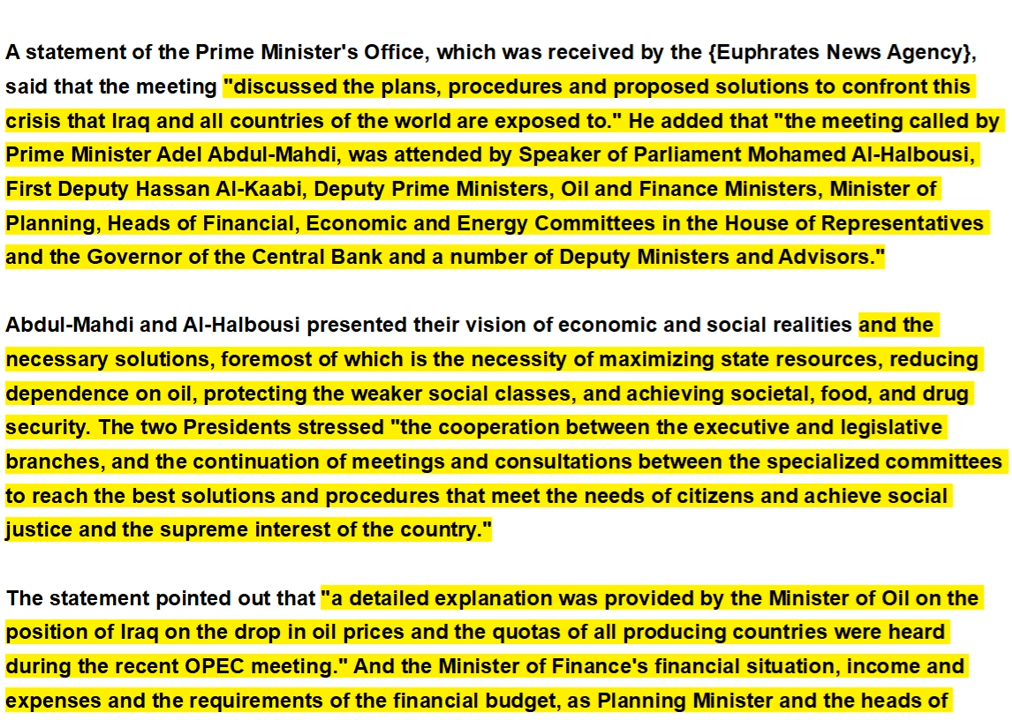 A statement of the Prime Minister's Office, which was received by the {Euphrates News Agency},
said that the meeting "discussed the plans, procedures and proposed solutions to confront this
crisis that Iraq and all countries of the world are exposed to." He added that "the meeting called by
Prime Minister Adel Abdul-Mahdi, was attended by Speaker of Parliament Mohamed Al-Halbousi,
First Deputy Hassan Al-Kaabi, Deputy Prime Ministers, Oil and Finance Ministers, Minister of
Planning, Heads of Financial, Economic and Energy Committees in the House of Representatives
and the Governor of the Central Bank and a number of Deputy Ministers and Advisors."
Abdul-Mahdi and Al-Halbousi presented their vision of economic and social realities and the
necessary solutions, foremost of which is the necessity of maximizing state resources, reducing
dependence on oil, protecting the weaker social classes, and achieving societal, food, and drug
security. The two Presidents stressed "the cooperation between the executive and legislative
branches, and the continuation of meetings and consultations between the specialized committees
to reach the best solutions and procedures that meet the needs of citizens and achieve social
justice and the supreme interest of the country."
The statement pointed out that "a detailed explanation was provided by the Minister of Oil on the
position of Iraq on the drop in oil prices and the quotas of all producing countries were heard
during the recent OPEC meeting." And the Minister of Finance's financial situation, income and
expenses and the requirements of the financial budget, as Planning Minister and the heads of